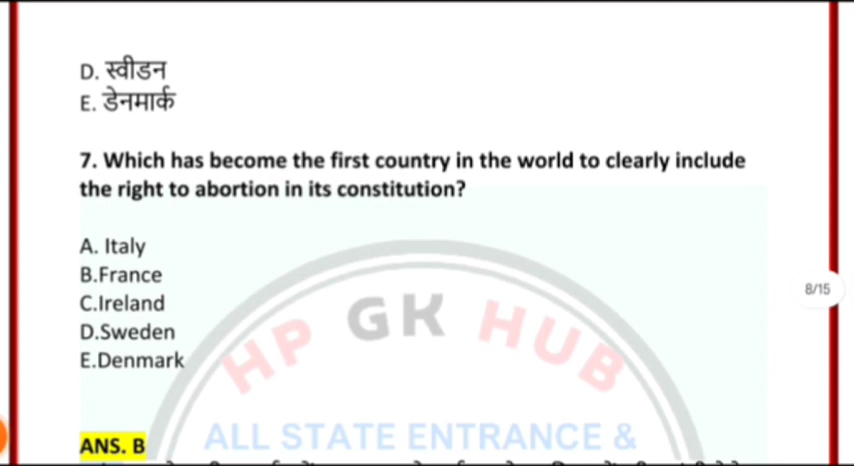 D. स्वीडन
E. डेनमार्क
7. Which has become the first country in the world to clearly include
the right to abortion in its constitution?
A. Italy
B.France
C.Ireland
D.Sweden
E.Denmark
8/15
HP GK HUB
ALL STATE ENTRANCE &
ANS. B